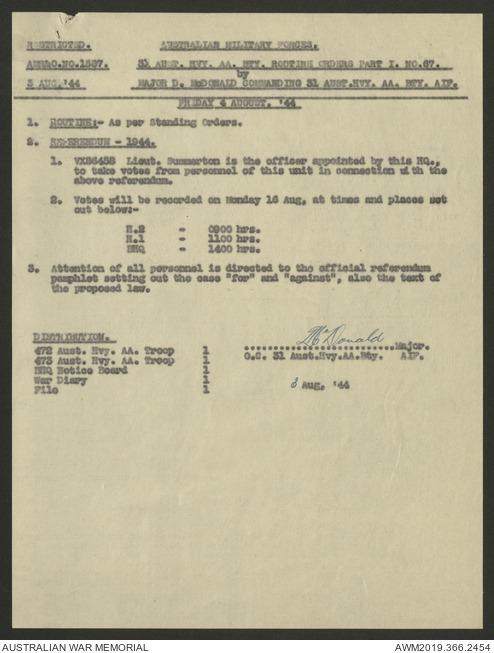 RESTRICTED. AUSTRALIAN MILITARY FORCES.
31 AUST. HVY. AA. BTY. ROUTINE ORDERS PART I. NO.67.
by
3 AUG.'44 MAJOR D. McDONALD COMMANDING 31 AUST.HVY. AA. BTY. AIF.
FRIDAY 4 AUGUST. '44
1. ROUTINE:- As per Standing Orders.
2. REFERENDUM - 1944.
1. VX86458 Lieut. Summerton is the officer appointed by this HQ.,
to take votes from personnel of this unit in connection with the
above referendum.
2. Votes will be recorded on Monday 16 Aug. at times and places set
out below:-
H.2 - 0900 hrs.
H.1 - 1100 hrs.
BHQ - 1400 hrs.
3. Attention of all personnel is directed to the official referendum
pamphlet setting out the case "for" and "against", also the text of
the proposed law.
DISTRIBUTION. McDonald Major.
472 Aust. Hvy. AA. Troop 1 O.C. 31 Aust.Hvy.AA.Bty. AIF.
473 Aust. Hvy. AA. Troop 1
BHQ Notice Board 1
War Diary 1 3 Aug. '44
File 1
AUSTRALIAN WAR MEMORIAL AWM2019.366.2454